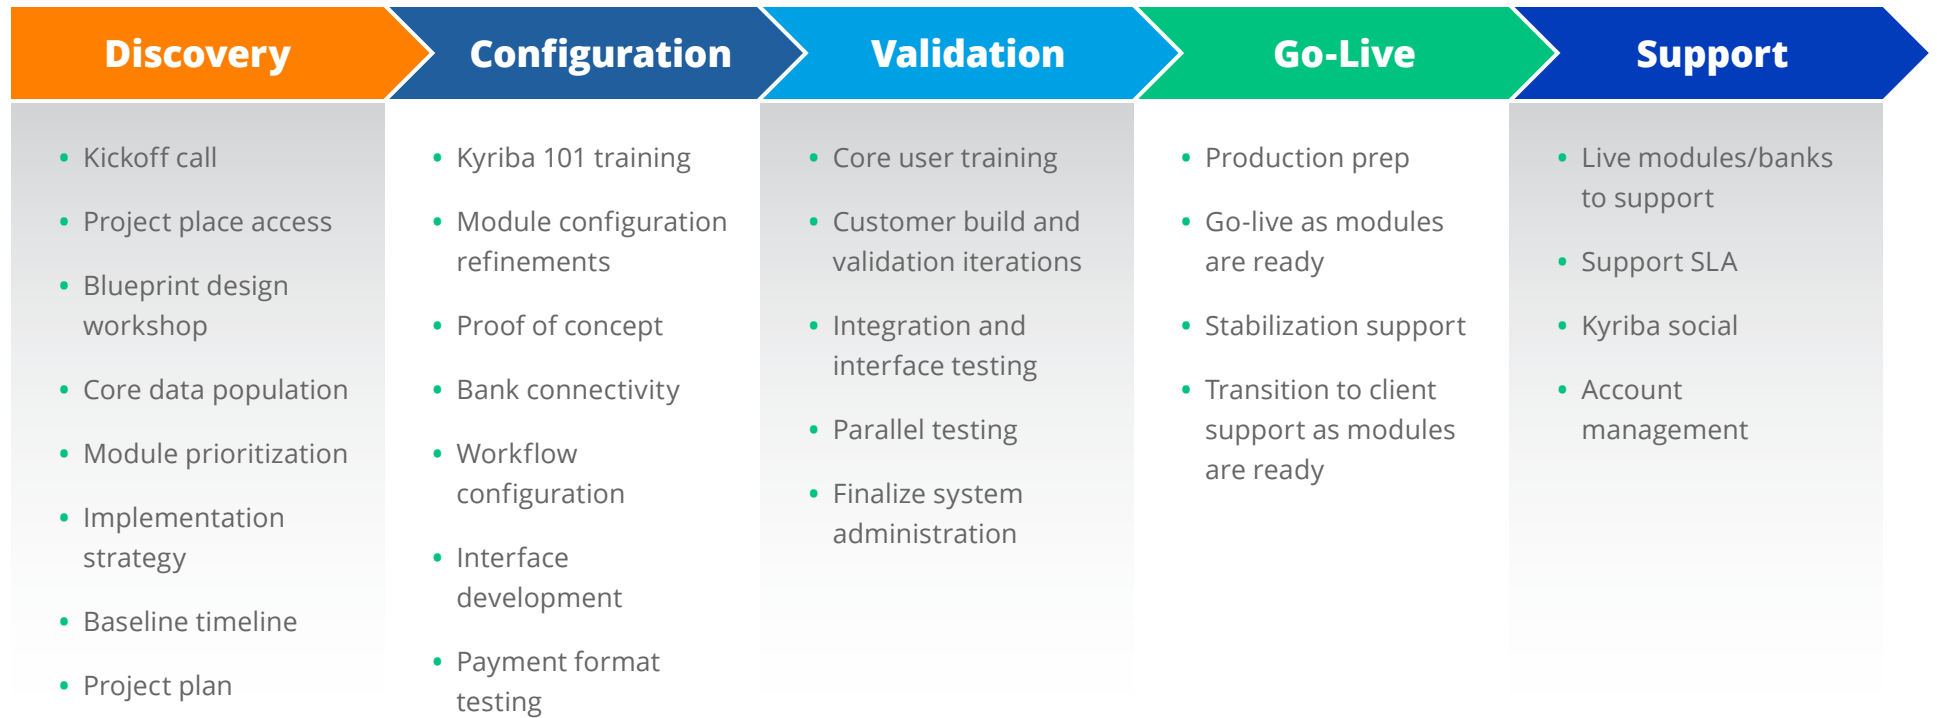 Discovery
Configuration
Validation
Go-Live
Support
• Kickoff call
• Project place access
• Blueprint design
workshop
• Core data population
• Module prioritization
• Implementation
strategy
• Baseline timeline
• Project plan
• Kyriba 101 training
• Module configuration
refinements
• Proof of concept
• Bank connectivity
• Workflow
configuration
• Interface
development
• Payment format
testing
• Core user training
• Customer build and
validation iterations
• Integration and
interface testing
• Parallel testing
• Finalize system
administration
• Production prep
• Go-live as modules
are ready
• Stabilization support
• Transition to client
support as modules
are ready
• Live modules/banks
to support
• Support SLA
• Kyriba social
• Account
management